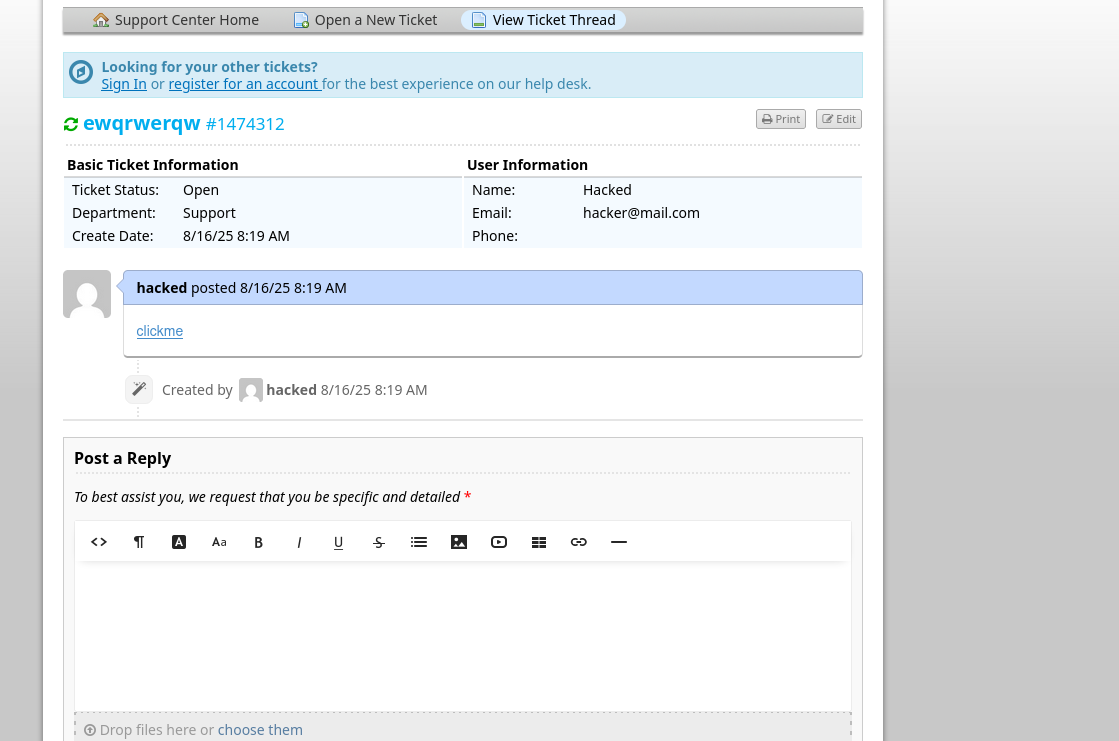 Support Center Home Open a New Ticket View Ticket Thread
Looking for your other tickets?
Sign In or register for an account for the best experience on our help desk.
ewqrwerqw #1474312 Print Edit
Basic Ticket Information User Information
Ticket Status: Open Name: Hacked
Department: Support Email: hacker@mail.com
Create Date: 8/16/25 8:19 AM Phone:
hacked posted 8/16/25 8:19 AM
clickme
Created by hacked 8/16/25 8:19 AM
Post a Reply
To best assist you, we request that you be specific and detailed *
<> ¶ A Aa B I U S
Drop files here or choose them